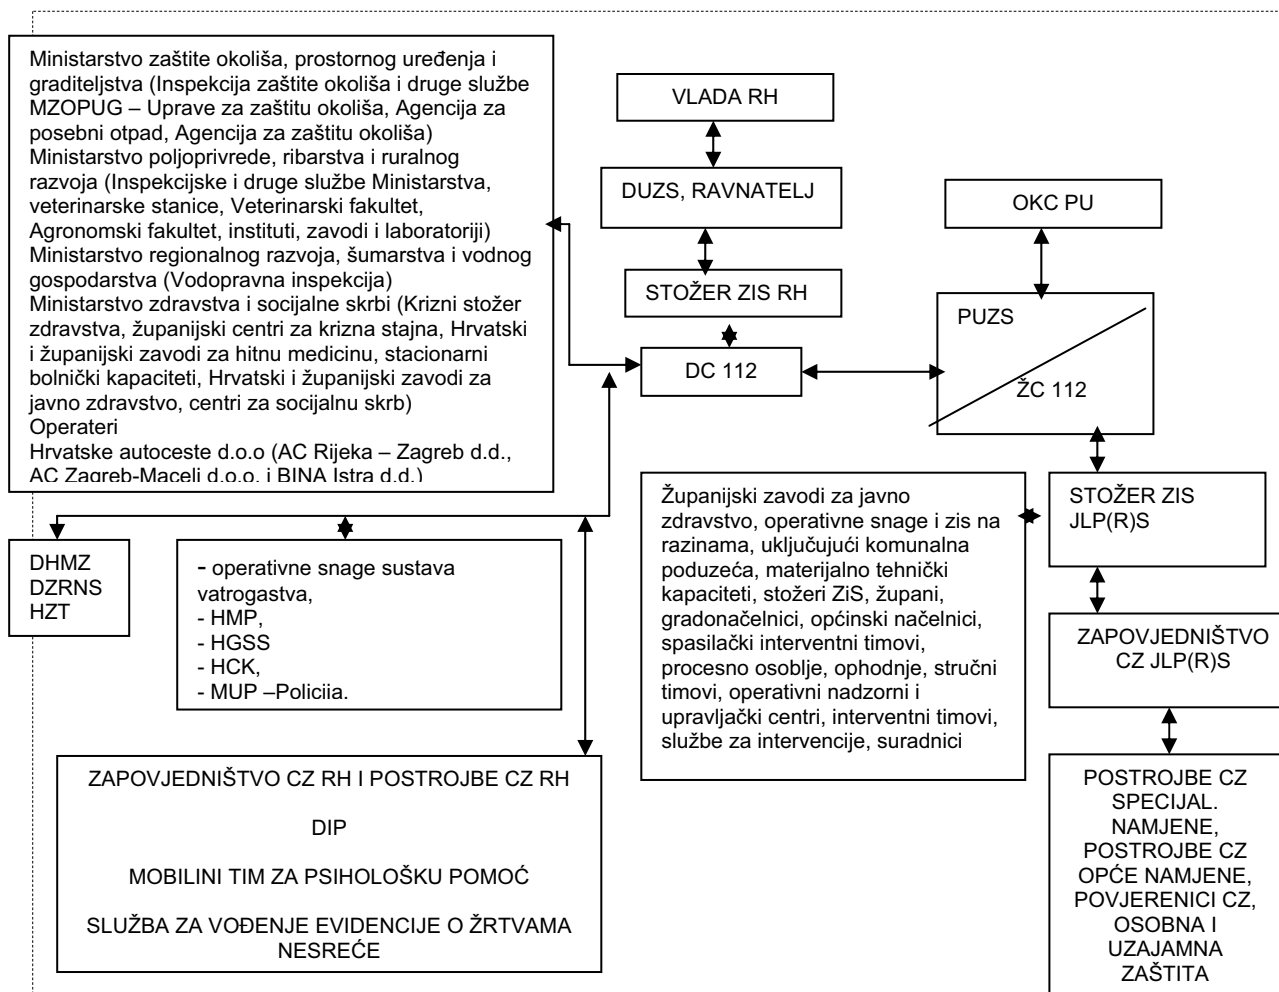 Ministarstvo zaštite okoliša, prostornog uređenja i
graditeljstva (Inspekcija zaštite okoliša i druge službe
MZOPUG – Uprave za zaštitu okoliša, Agencija za
posebni otpad, Agencija za zaštitu okoliša)
Ministarstvo poljoprivrede, ribarstva i ruralnog
razvoja (Inspekcijske i druge službe Ministarstva,
veterinarske stanice, Veterinarski fakultet,
Agronomski fakultet, instituti, zavodi i laboratoriji)
Ministarstvo regionalnog razvoja, šumarstva i vodnog
gospodarstva (Vodopravna inspekcija)
Ministarstvo zdravstva i socijalne skrbi (Krizni stožer
zdravstva, županijski centri za krizna stajna, Hrvatski
i županijski zavodi za hitnu medicinu, stacionarni
bolnički kapaciteti, Hrvatski i županijski zavodi za
javno zdravstvo, centri za socijalnu skrb)
Operateri
Hrvatske autoceste d.o.o (AC Rijeka – Zagreb d.d.,
AC Zagreb-Macelj d.o.o. i BINA Istra d.d.)
VLADA RH
DUZS, RAVNATELJ
STOŽER ZIS RH
DC 112
OKC PU
PUZS
ŽC 112
STOŽER ZIS
JLP(R)S
ZAPOVJEDNIŠTVO
CZ JLP(R)S
POSTROJBE CZ
SPECIJAL.
NAMJENE,
POSTROJBE CZ
OPĆE NAMJENE,
POVJERENICI CZ,
OSOBNA I
UZAJAMNA
ZAŠTITA
Županijski zavodi za javno
zdravstvo, operativne snage i zis na
razinama, uključujući komunalna
poduzeća, materijalno tehnički
kapaciteti, stožeri ZiS, župani,
gradonačelnici, općinski načelnici,
spasilački interventni timovi,
procesno osoblje, ophodnje, stručni
timovi, operativni nadzorni i
upravljački centri, interventni timovi,
službe za intervencije, suradnici
DHMZ
DZRNS
HZT
- operativne snage sustava
vatrogastva,
- HMP,
- HGSS
- HCK,
- MUP –Policija.
ZAPOVJEDNIŠTVO CZ RH I POSTROJBE CZ RH
DIP
MOBILINI TIM ZA PSIHOLOŠKU POMOĆ
SLUŽBA ZA VOĐENJE EVIDENCIJE O ŽRTVAMA
NESREĆE